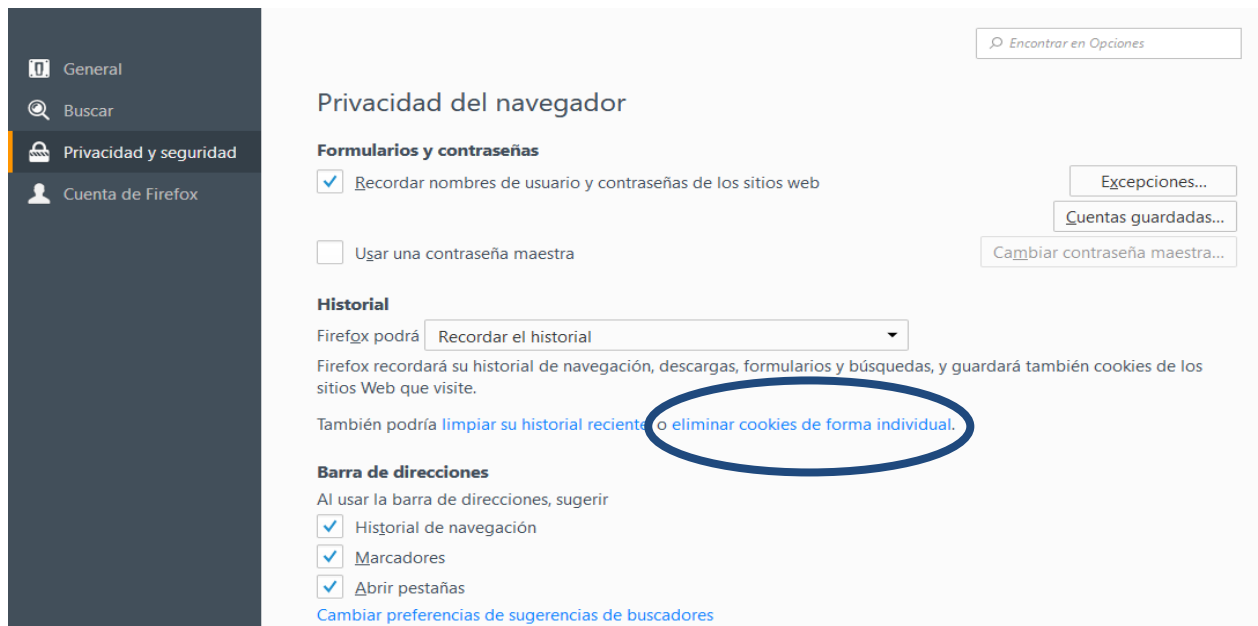 Encontrar en Opciones
General
Buscar
Privacidad y seguridad
Cuenta de Firefox
Privacidad del navegador
Formularios y contraseñas
Recordar nombres de usuario y contraseñas de los sitios web
Excepciones...
Cuentas guardadas...
Usar una contraseña maestra
Cambiar contraseña maestra...
Historial
Firefox podrá Recordar el historial
Firefox recordará su historial de navegación, descargas, formularios y búsquedas, y guardará también cookies de los
sitios Web que visite.
También podría limpiar su historial reciente o eliminar cookies de forma individual.
Barra de direcciones
Al usar la barra de direcciones, sugerir
Historial de navegación
Marcadores
Abrir pestañas
Cambiar preferencias de sugerencias de buscadores